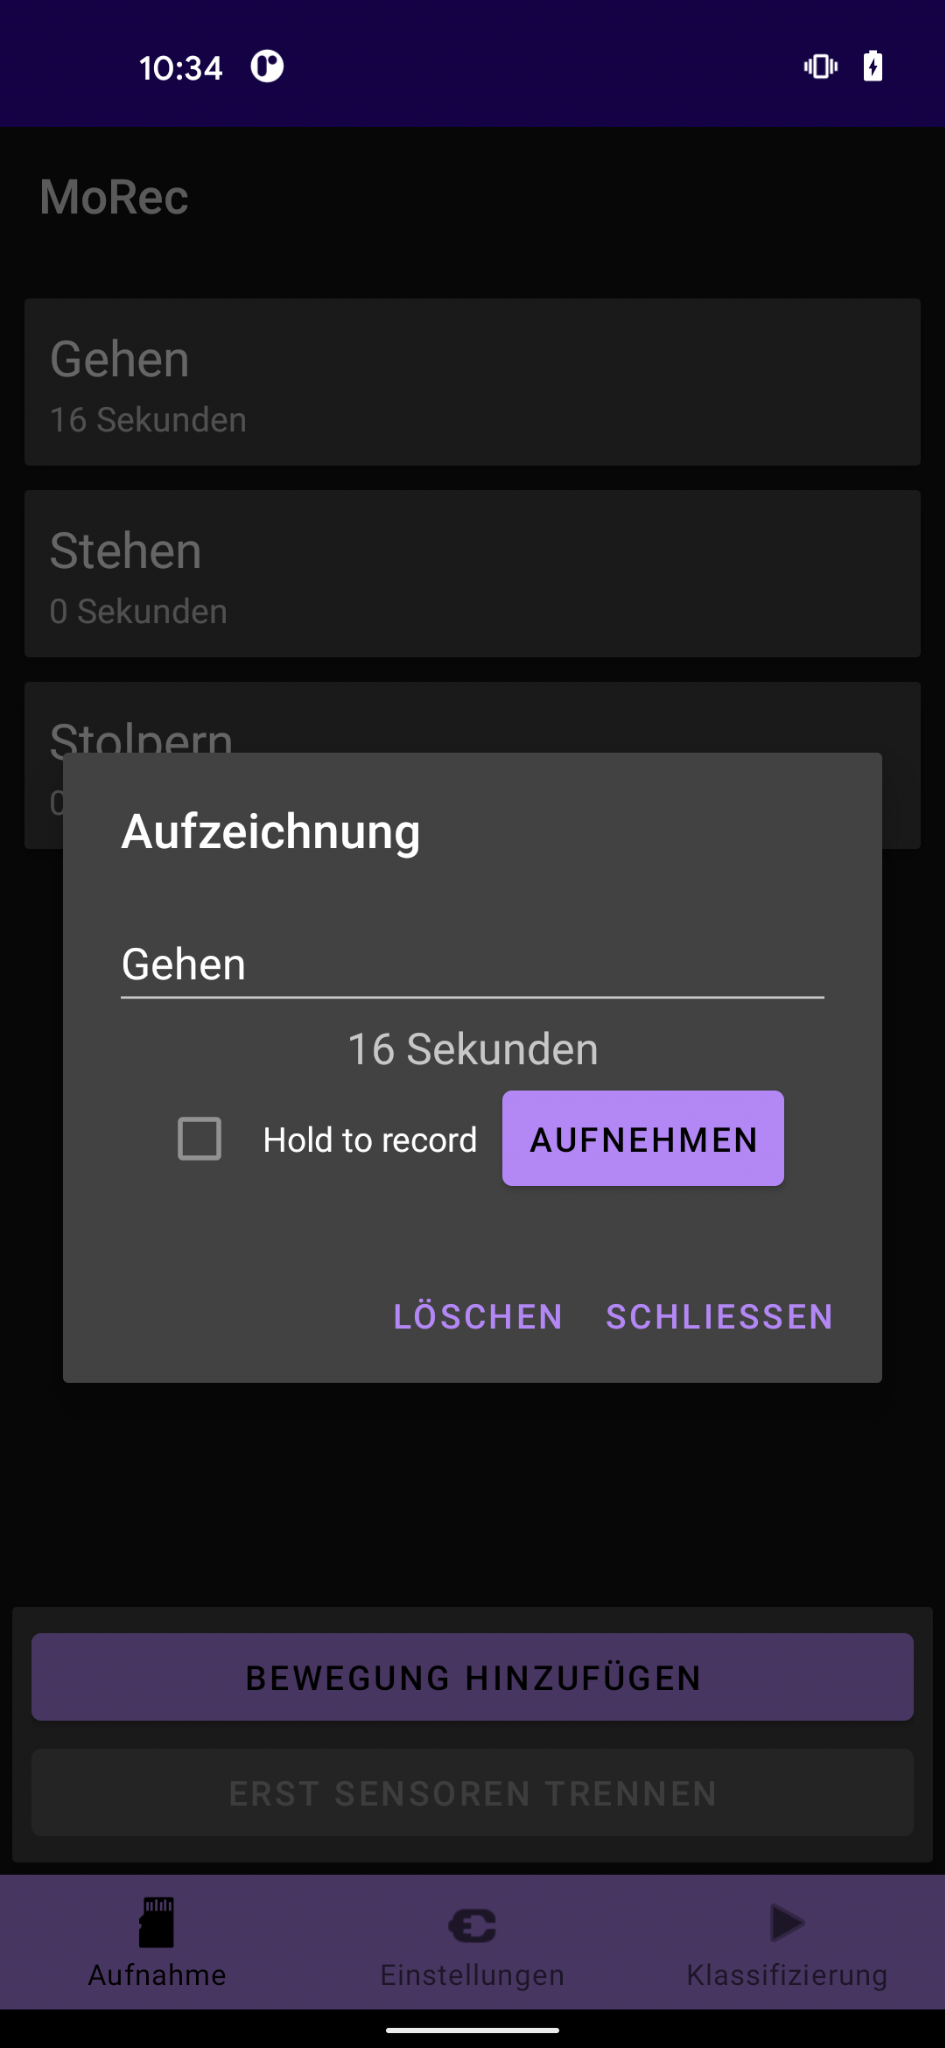 10:34
MoRec
Gehen
16 Sekunden
Stehen
0 Sekunden
Stolpern
0
Aufzeichnung
Gehen
16 Sekunden
Hold to record AUFNEHMEN
LÖSCHEN SCHLIESSEN
BEWEGUNG HINZUFÜGEN
ERST SENSOREN TRENNEN
Aufnahme Einstellungen Klassifizierung